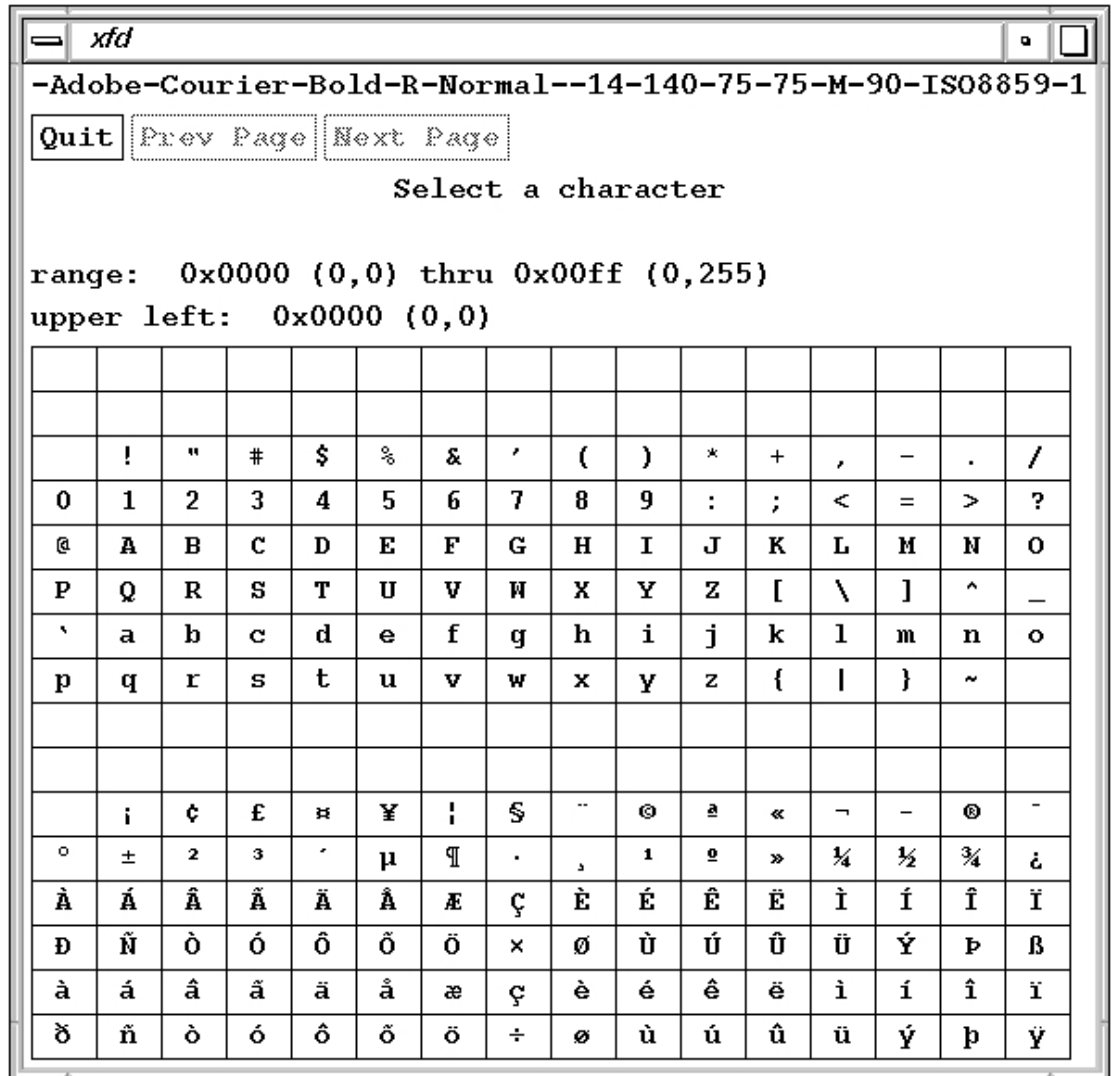 xfd
-Adobe-Courier-Bold-R-Normal--14-140-75-75-M-90-ISO8859-1
Quit Prev Page Next Page
Select a character
range: 0x0000 (0,0) thru 0x00ff (0,255)
upper left: 0x0000 (0,0)
! " # $ % & ' ( ) * + , - . /
0 1 2 3 4 5 6 7 8 9 : ; < = > ?
@ A B C D E F G H I J K L M N O
P Q R S T U V W X Y Z [ \ ] ^ _
` a b c d e f g h i j k l m n o
p q r s t u v w x y z { | } ~
¡ ¢ £ ¤ ¥ ¦ § ¨ © ª « ¬ - ® ¯
° ± ² ³ ´ µ ¶ · ¸ ¹ º » ¼ ½ ¾ ¿
À Á Â Ã Ä Å Æ Ç È É Ê Ë Ì Í Î Ï
Ð Ñ Ò Ó Ô Õ Ö × Ø Ù Ú Û Ü Ý Þ ß
à á â ã ä å æ ç è é ê ë ì í î ï
ð ñ ò ó ô õ ö ÷ ø ù ú û ü ý þ ÿ